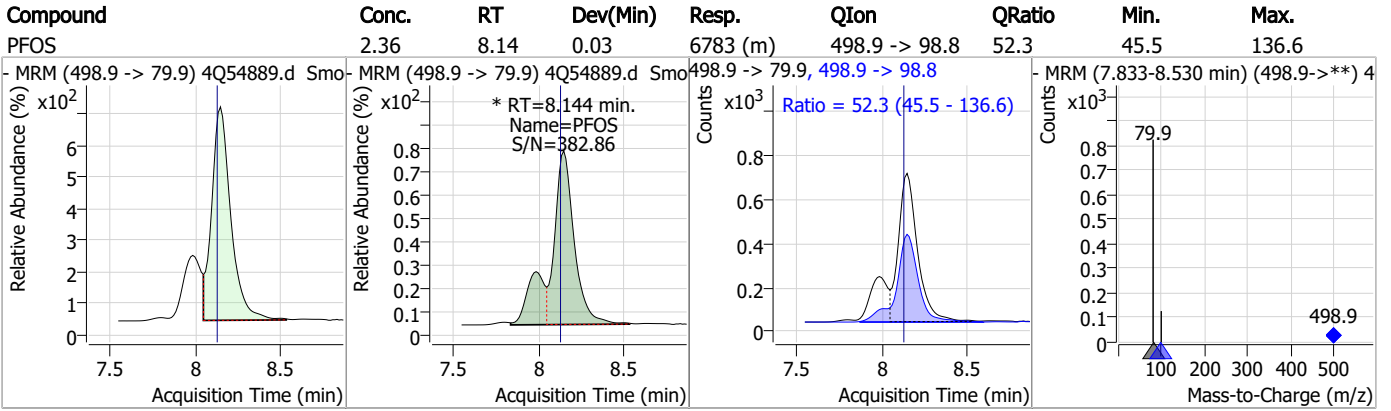 Compound Conc. RT Dev(Min) Resp. QIon QRatio Min. Max.
PFOS 2.36 8.14 0.03 6783 (m) 498.9 -> 98.8 52.3 45.5 136.6
- MRM (498.9 -> 79.9) 4Q54889.d Smo
Relative Abundance (%)
x10²
6
5
4
3
2
1
0
7.5 8 8.5
Acquisition Time (min)
- MRM (498.9 -> 79.9) 4Q54889.d Smo
Relative Abundance (%)
x10²
* RT=8.144 min.
Name=PFOS
S/N=382.86
0.8
0.7
0.6
0.5
0.4
0.3
0.2
0.1
0
7.5 8 8.5
Acquisition Time (min)
498.9 -> 79.9, 498.9 -> 98.8
Counts
x10³
Ratio = 52.3 (45.5 - 136.6)
0.8
0.6
0.4
0.2
0
7.5 8 8.5
Acquisition Time (min)
- MRM (7.833-8.530 min) (498.9->**) 4
Counts
x10³
79.9
0.8
0.7
0.6
0.5
0.4
0.3
0.2
0.1
0
498.9
100 200 300 400 500
Mass-to-Charge (m/z)